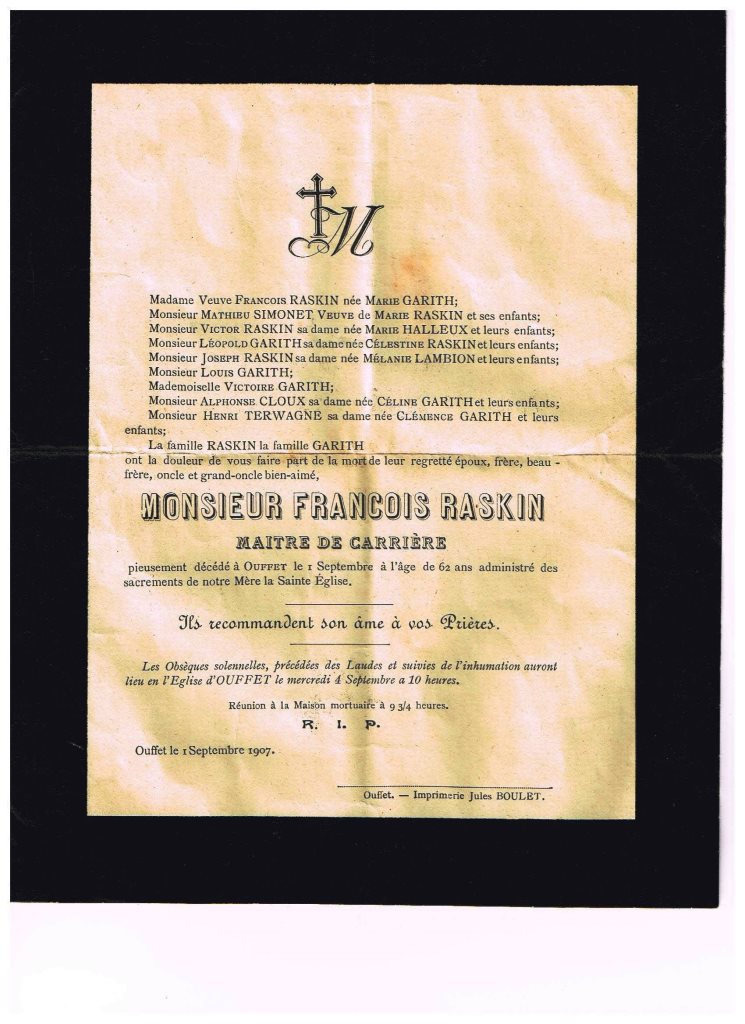 M
Madame Veuve FRANCOIS RASKIN née MARIE GARITH;
Monsieur MATHIEU SIMONET, VEUVE de MARIE RASKIN et ses enfants;
Monsieur VICTOR RASKIN sa dame née MARIE HALLEUX et leurs enfants;
Monsieur LÉOPOLD GARITH sa dame née CÉLESTINE RASKIN et leurs enfants;
Monsieur JOSEPH RASKIN sa dame née MÉLANIE LAMBION et leurs enfants;
Monsieur LOUIS GARITH;
Mademoiselle VICTOIRE GARITH;
Monsieur ALPHONSE CLOUX sa dame née CÉLINE GARITH et leurs enfants;
Monsieur HENRI TERWAGNE sa dame née CLÉMENCE GARITH et leurs
enfants;
La famille RASKIN la famille GARITH
ont la douleur de vous faire part de la mort de leur regretté époux, frère, beau -
frère, oncle et grand-oncle bien-aimé,
MONSIEUR FRANCOIS RASKIN
MAITRE DE CARRIÈRE
pieusement décédé à OUFFET le 1 Septembre à l'âge de 62 ans administré des
sacrements de notre Mère la Sainte Église.
Ils recommandent son âme à vos Prières.
Les Obsèques solennelles, précédées des Laudes et suivies de l'inhumation auront
lieu en l'Eglise d'OUFFET le mercredi 4 Septembre a 10 heures.
Réunion à la Maison mortuaire à 9 3/4 heures.
R. I. P.
Ouffet le 1 Septembre 1907.
Ouffet. — Imprimerie Jules BOULET.